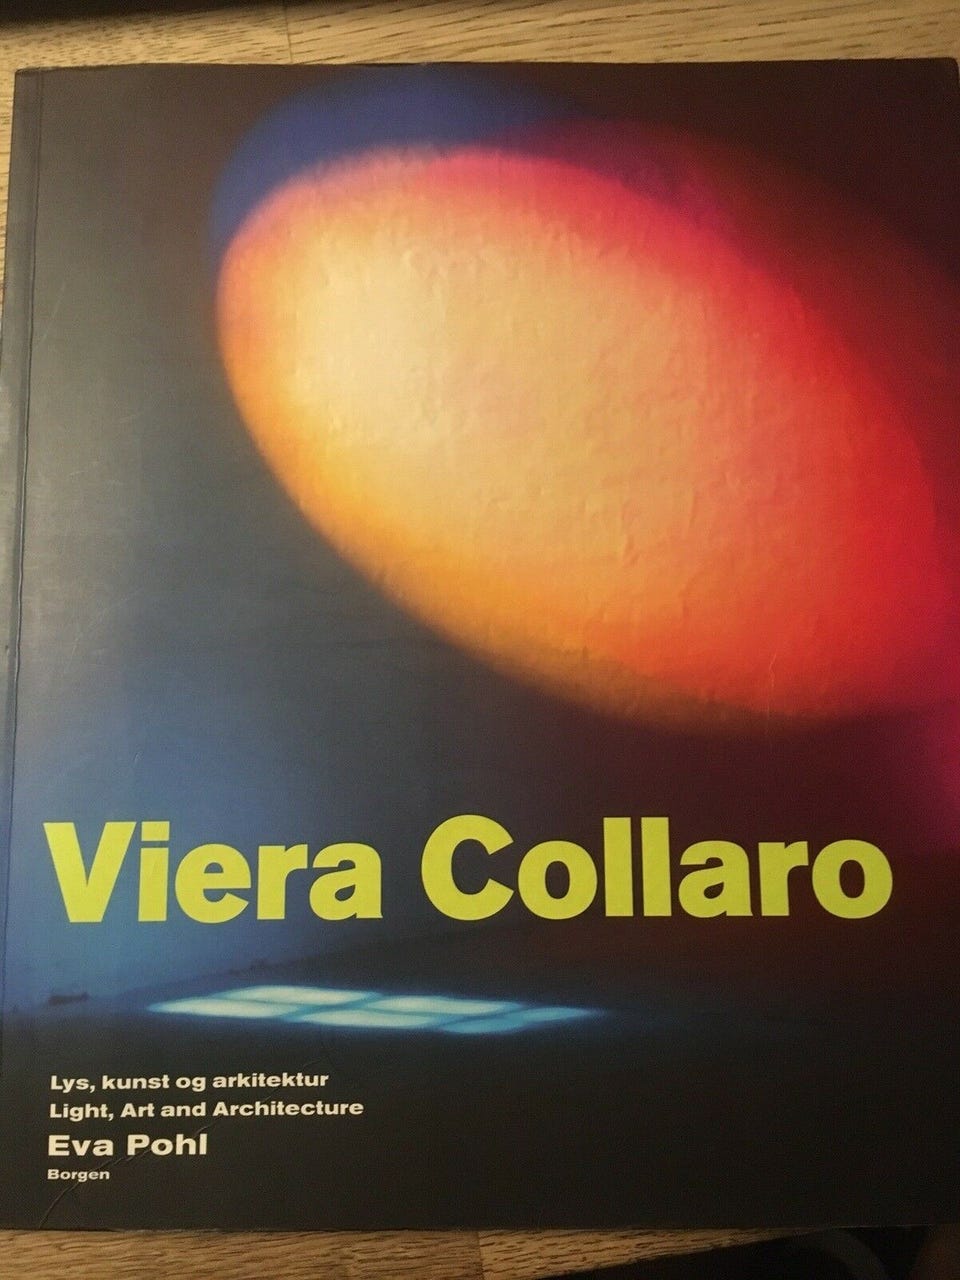 Viera Collaro
Lys, kunst og arkitektur
Light, Art and Architecture
Eva Pohl
Borgen